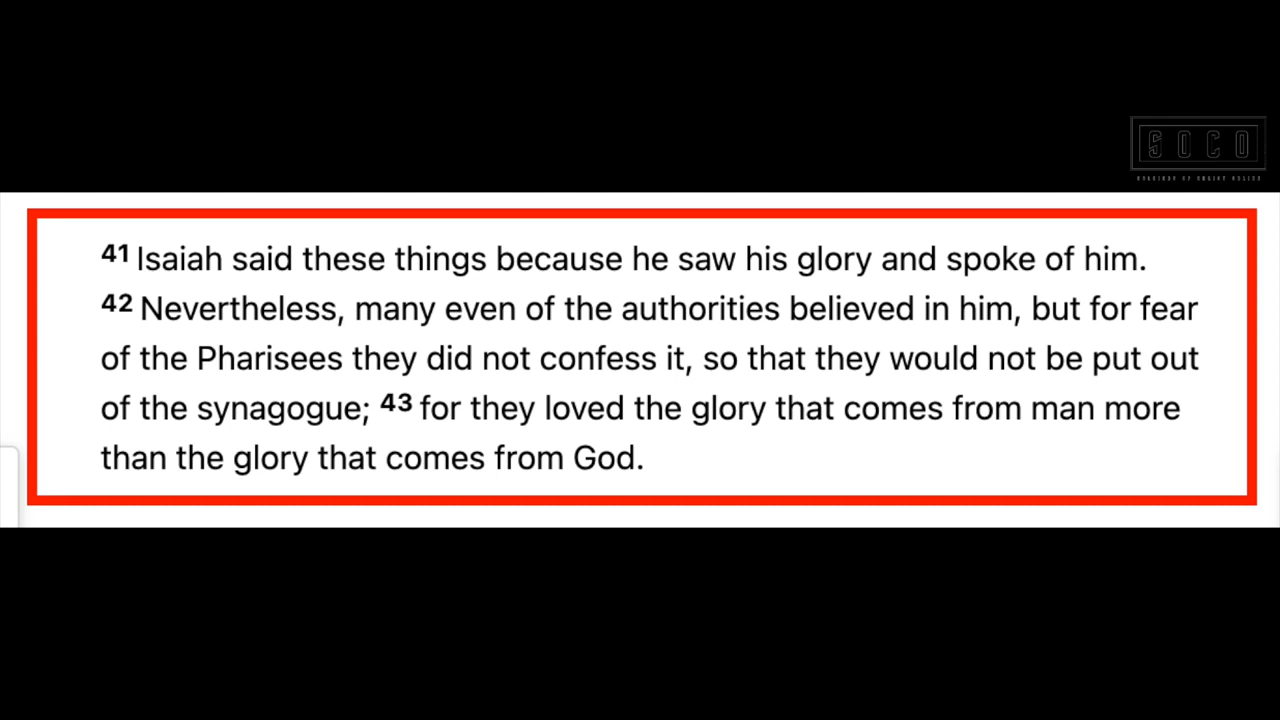 SOCO
41 Isaiah said these things because he saw his glory and spoke of him.
42 Nevertheless, many even of the authorities believed in him, but for fear
of the Pharisees they did not confess it, so that they would not be put out
of the synagogue; 43 for they loved the glory that comes from man more
than the glory that comes from God.